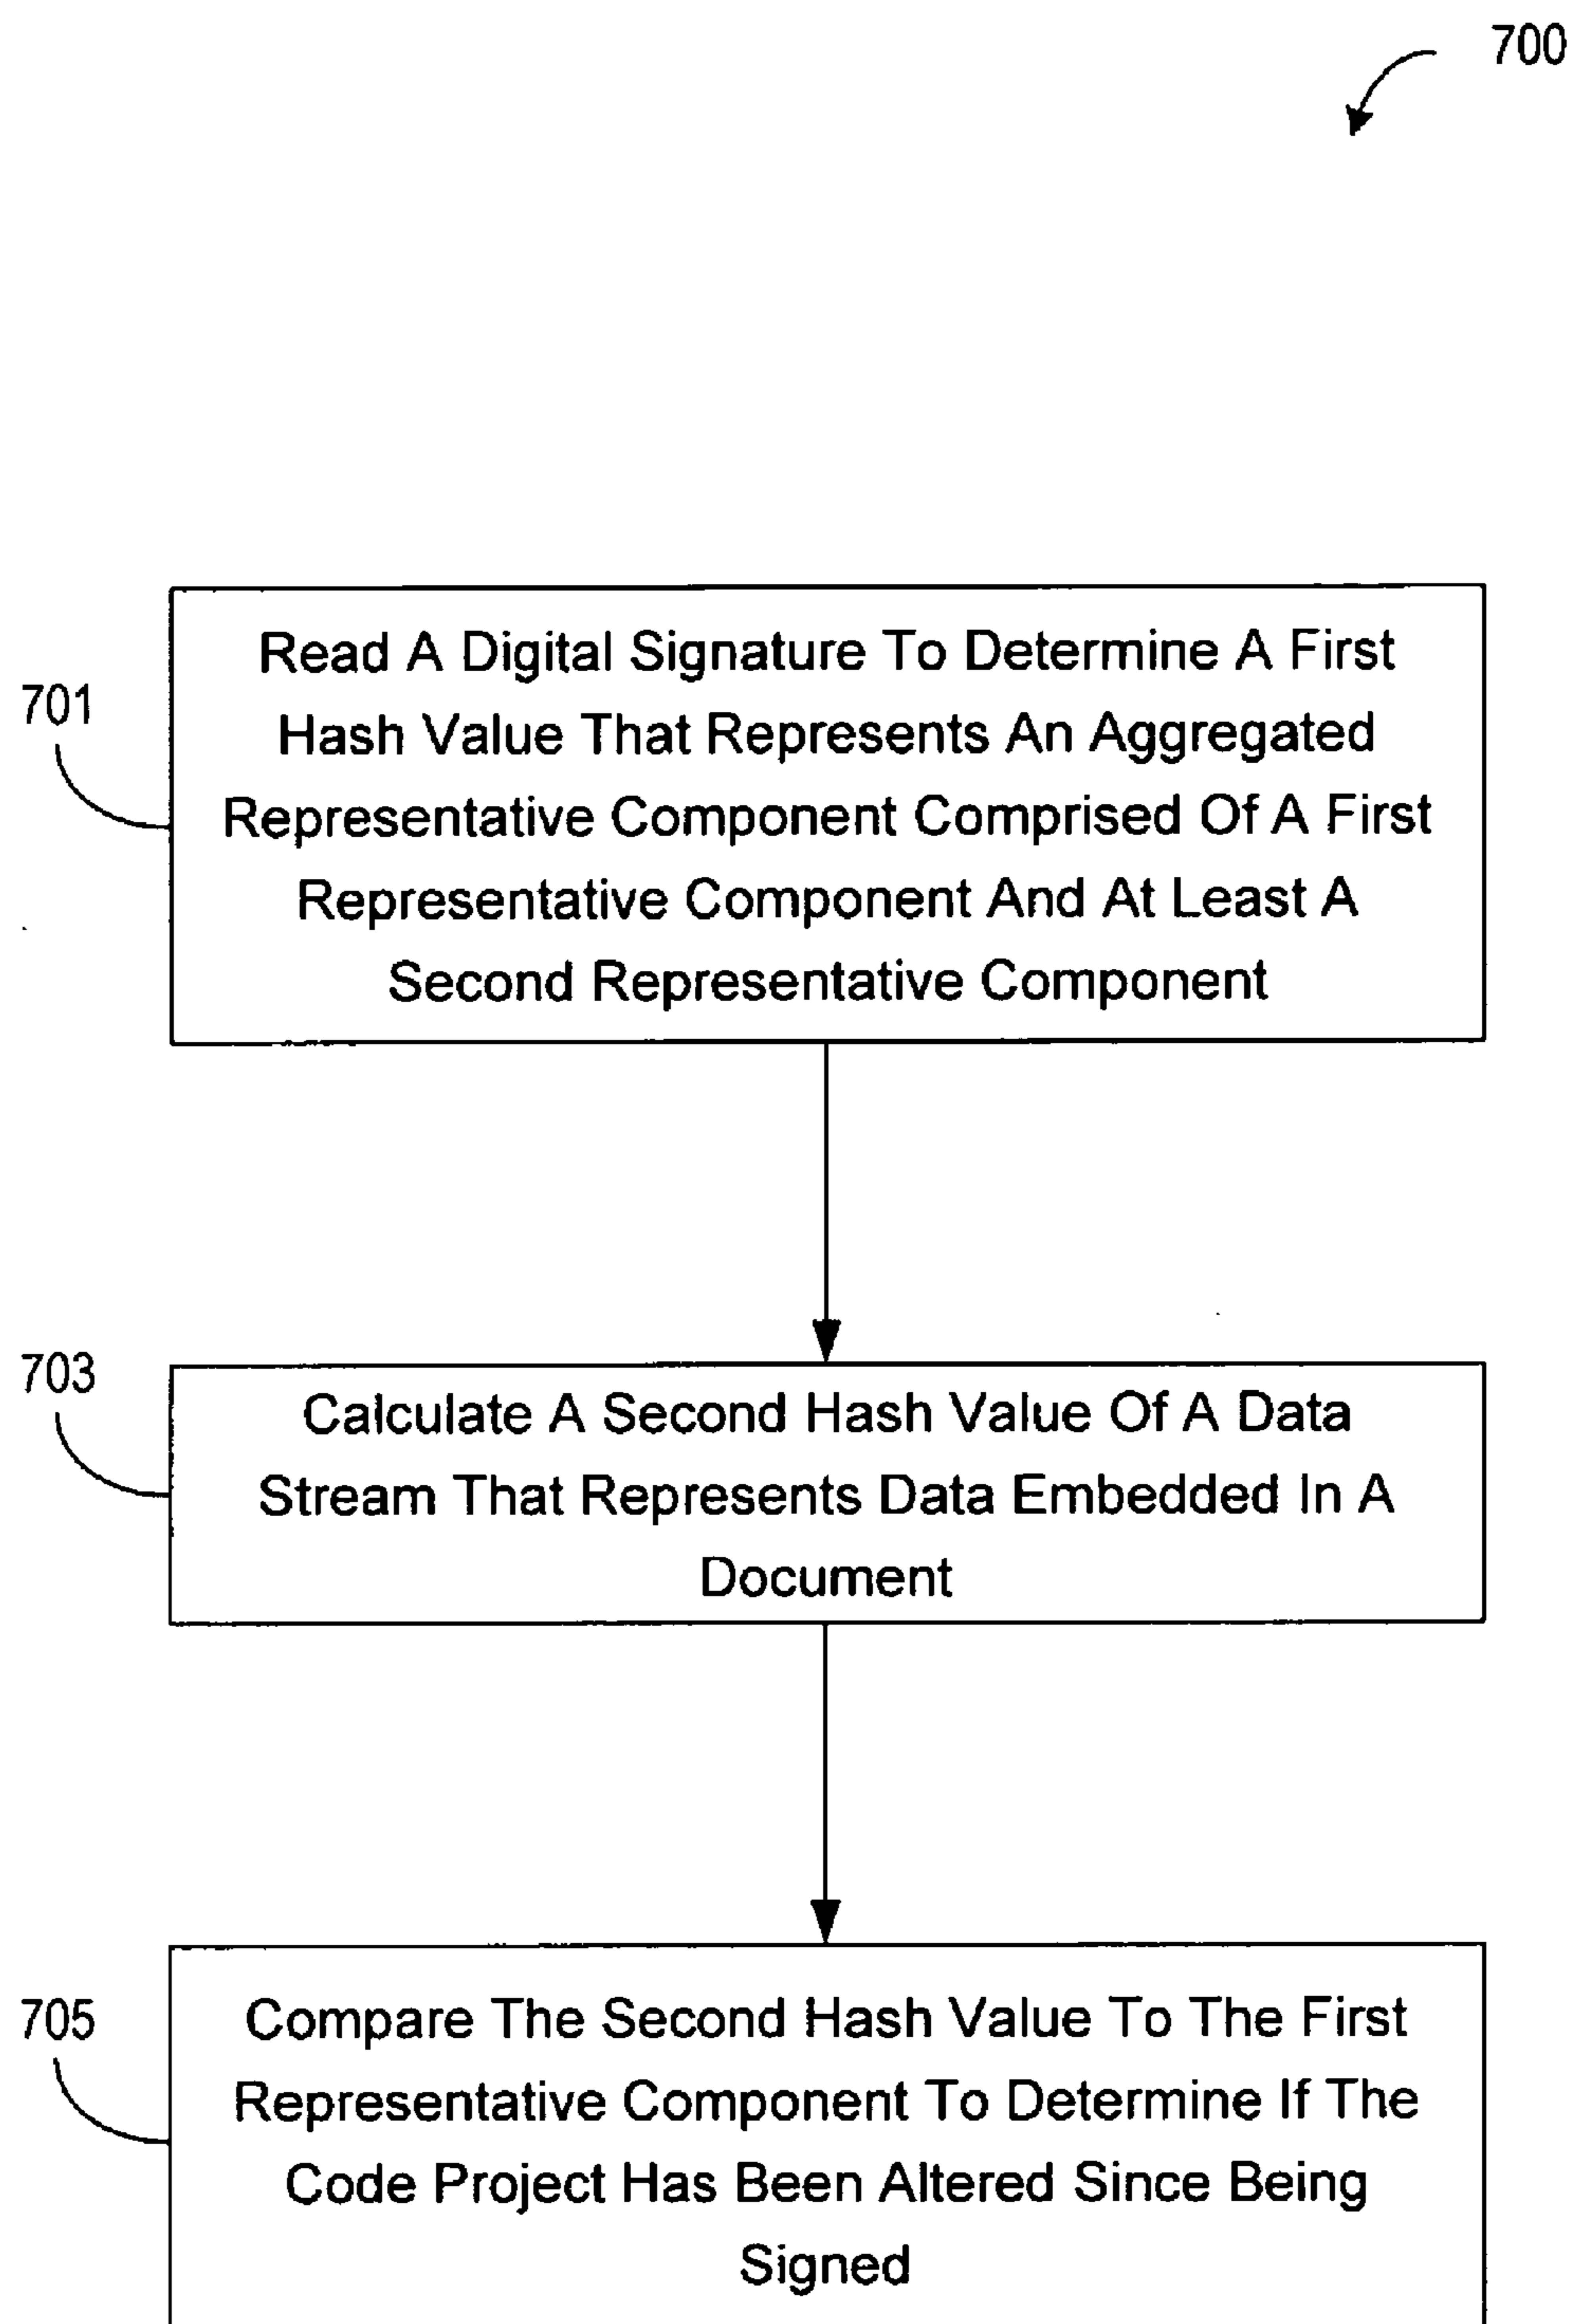 700
701
Read A Digital Signature To Determine A First
Hash Value That Represents An Aggregated
Representative Component Comprised Of A First
Representative Component And At Least A
Second Representative Component
703
Calculate A Second Hash Value Of A Data
Stream That Represents Data Embedded In A
Document
705
Compare The Second Hash Value To The First
Representative Component To Determine If The
Code Project Has Been Altered Since Being
Signed